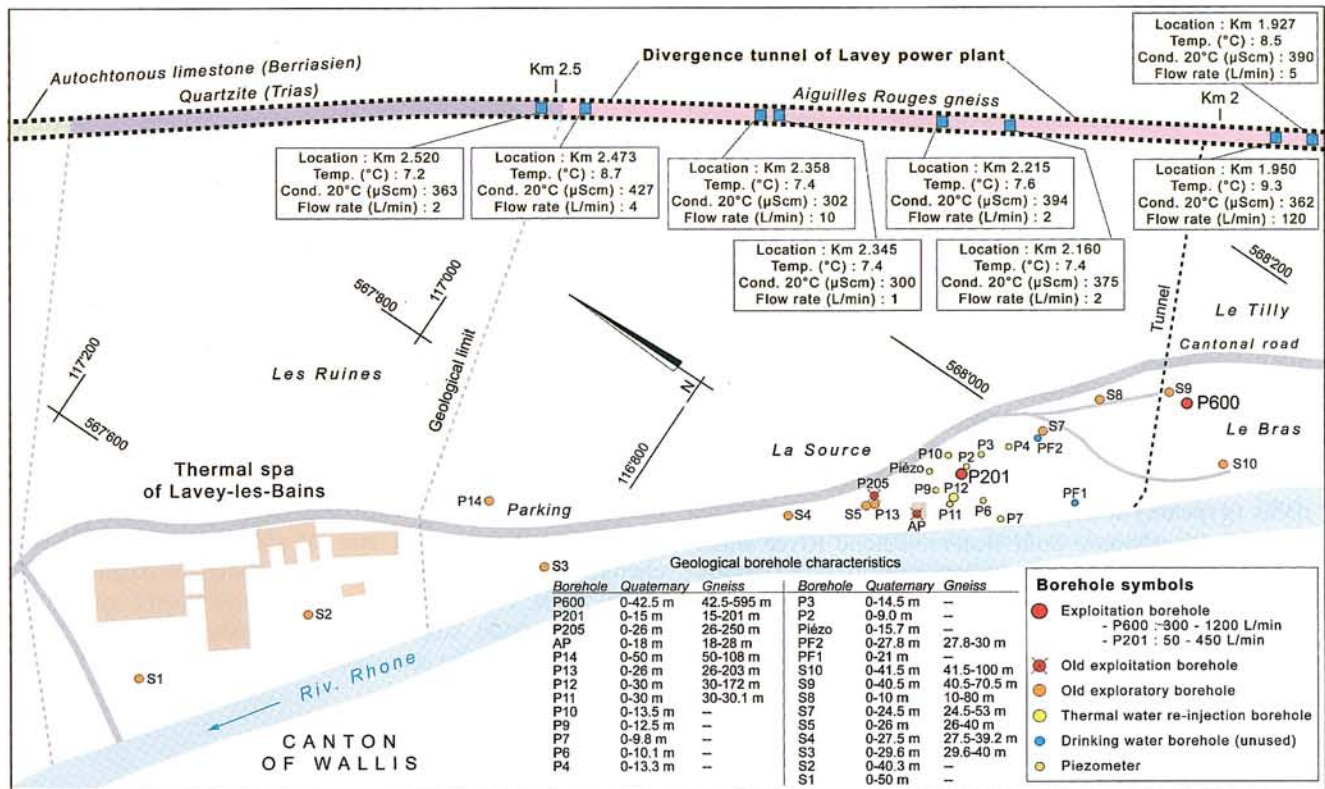 Location : Km 1.927
Temp. (°C) : 8.5
Cond. 20°C (µScm) : 390
Flow rate (L/min) : 5
Autochtonous limestone (Berriasien)
Quartzite (Trias)
Km 2.5
Divergence tunnel of Lavey power plant
Aiguilles Rouges gneiss
Km 2
Location : Km 2.520
Temp. (°C) : 7.2
Cond. 20°C (µScm) : 363
Flow rate (L/min) : 2
Location : Km 2.473
Temp. (°C) : 8.7
Cond. 20°C (µScm) : 427
Flow rate (L/min) : 4
Location : Km 2.358
Temp. (°C) : 7.4
Cond. 20°C (µScm) : 302
Flow rate (L/min) : 10
Location : Km 2.215
Temp. (°C) : 7.6
Cond. 20°C (µScm) : 394
Flow rate (L/min) : 2
Location : Km 1.950
Temp. (°C) : 9.3
Cond. 20°C (µScm) : 362
Flow rate (L/min) : 120
Location : Km 2.345
Temp. (°C) : 7.4
Cond. 20°C (µScm) : 300
Flow rate (L/min) : 1
Location : Km 2.160
Temp. (°C) : 7.4
Cond. 20°C (µScm) : 375
Flow rate (L/min) : 2
117'200
567'600
567'800
117'000
Geological limit
Les Ruines
N
116'800
568'000
568'200
Tunnel
Le Tilly
Cantonal road
Le Bras
La Source
Thermal spa
of Lavey-les-Bains
Parking
P14
S3
S2
S1
S4
P205
S5
P13
AP
Piézo
P10
P9
P2
P201
P12
P11
P3
P4
P6
P7
S7
PF2
PF1
S8
S9
P600
S10
Riv. Rhone
CANTON
OF WALLIS
Geological borehole characteristics
Borehole Quaternary Gneiss
P600 0-42.5 m 42.5-595 m
P201 0-15 m 15-201 m
P205 0-26 m 26-250 m
AP 0-18 m 18-28 m
P14 0-50 m 50-108 m
P13 0-26 m 26-203 m
P12 0-30 m 30-172 m
P11 0-30 m 30-30.1 m
P10 0-13.5 m --
P9 0-12.5 m --
P7 0-9.8 m --
P6 0-10.1 m --
P4 0-13.3 m --
Borehole Quaternary Gneiss
P3 0-14.5 m --
P2 0-9.0 m --
Piézo 0-15.7 m --
PF2 0-27.8 m 27.8-30 m
PF1 0-21 m --
S10 0-41.5 m 41.5-100 m
S9 0-40.5 m 40.5-70.5 m
S8 0-10 m 10-80 m
S7 0-24.5 m 24.5-53 m
S5 0-26 m 26-40 m
S4 0-27.5 m 27.5-39.2 m
S3 0-29.6 m 29.6-40 m
S2 0-40.3 m --
S1 0-50 m --
Borehole symbols
Exploitation borehole
- P600 : 300 - 1200 L/min
- P201 : 50 - 450 L/min
Old exploitation borehole
Old exploratory borehole
Thermal water re-injection borehole
Drinking water borehole (unused)
Piezometer